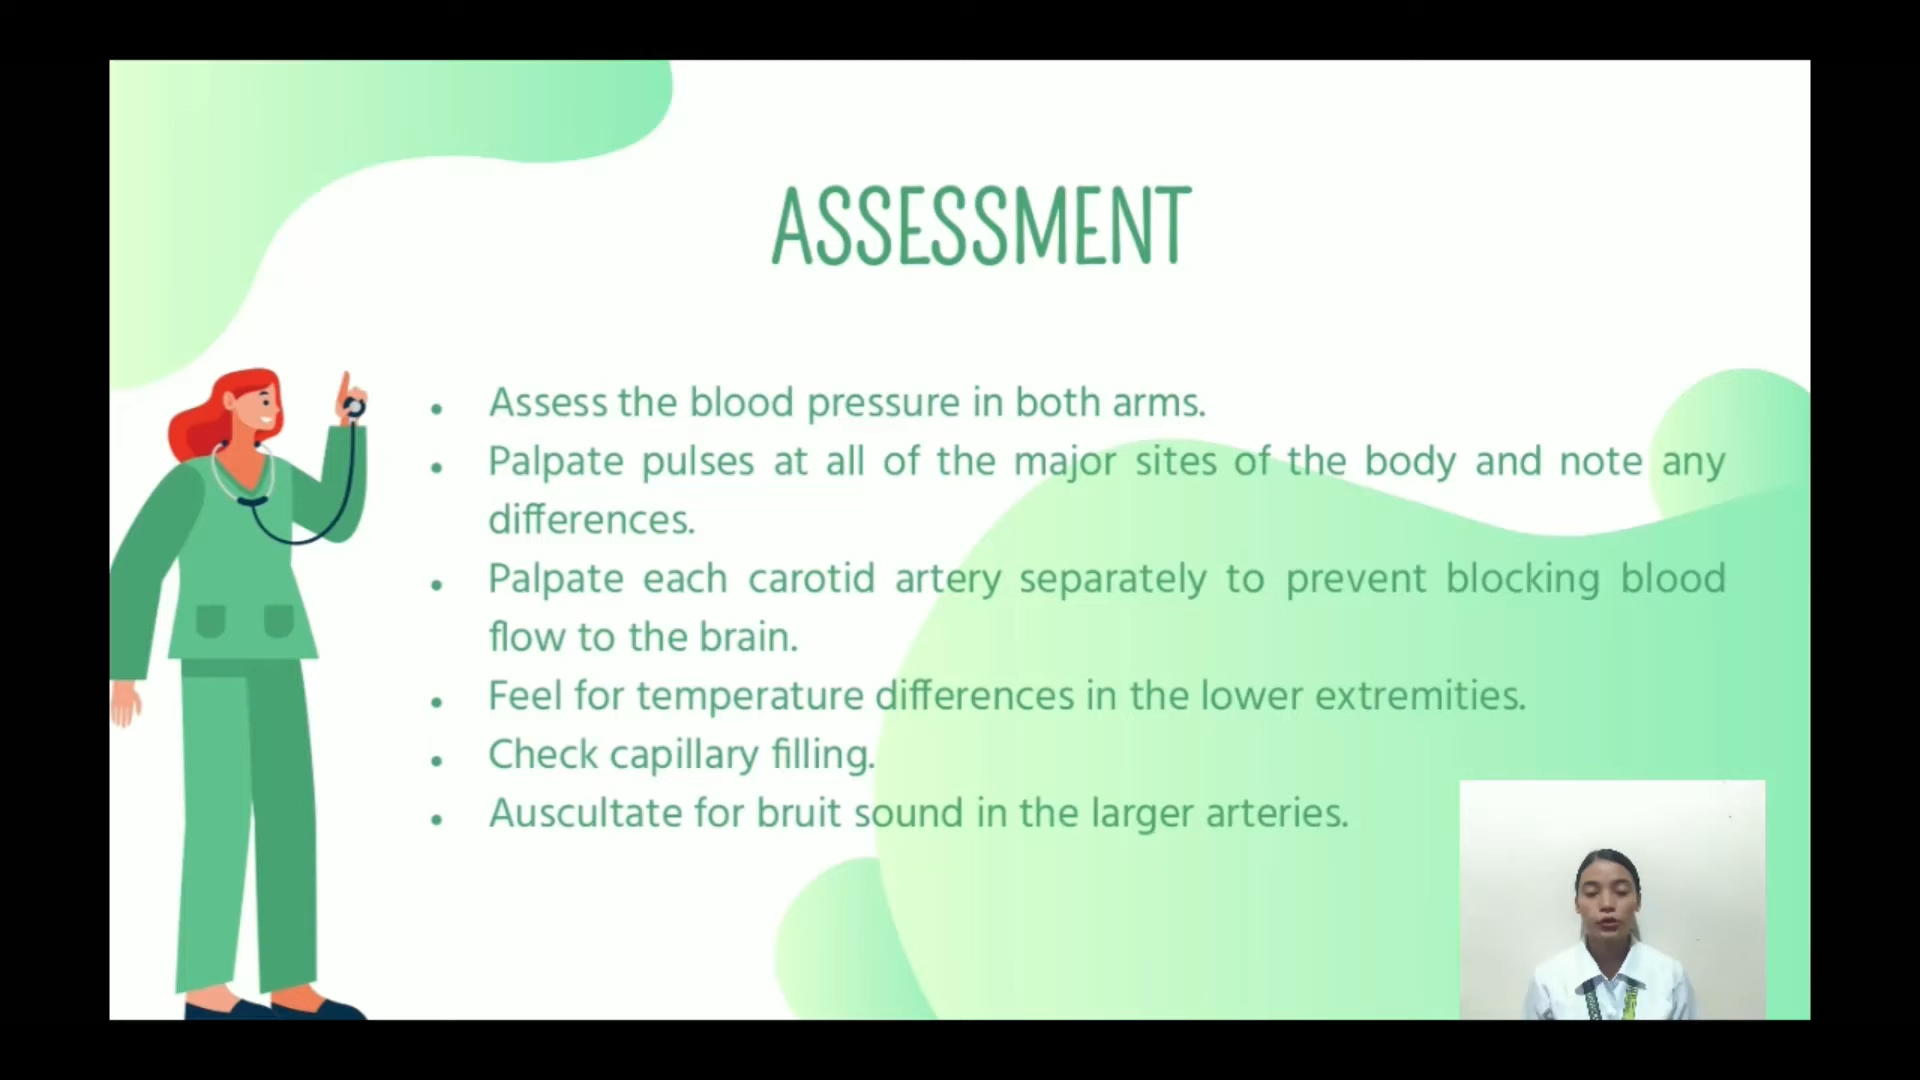 ASSESSMENT
• Assess the blood pressure in both arms.
• Palpate pulses at all of the major sites of the body and note any
differences.
• Palpate each carotid artery separately to prevent blocking blood
flow to the brain.
• Feel for temperature differences in the lower extremities.
• Check capillary filling.
• Auscultate for bruit sound in the larger arteries.